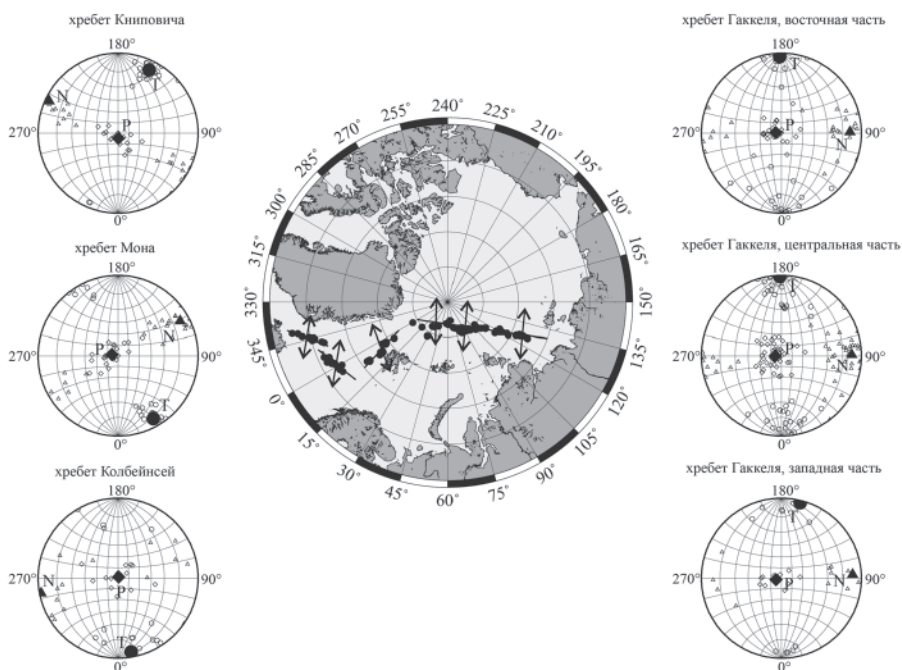 хребет Книповича
180°
N
T
P
270°
90°
0°
хребет Мона
180°
N
P
270°
90°
T
0°
хребет Колбейнсей
180°
270°
N
90°
P
T
0°
240°
255°
225°
270°
210°
285°
195°
300°
180°
315°
165°
330°
150°
345°
135°
0°
120°
15°
105°
30°
90°
45°
75°
60°
хребет Гаккеля, восточная часть
180°
T
P
270°
90°
N
0°
хребет Гаккеля, центральная часть
180°
T
P
270°
90°
N
0°
хребет Гаккеля, западная часть
180°
T
270°
P
N
90°
0°